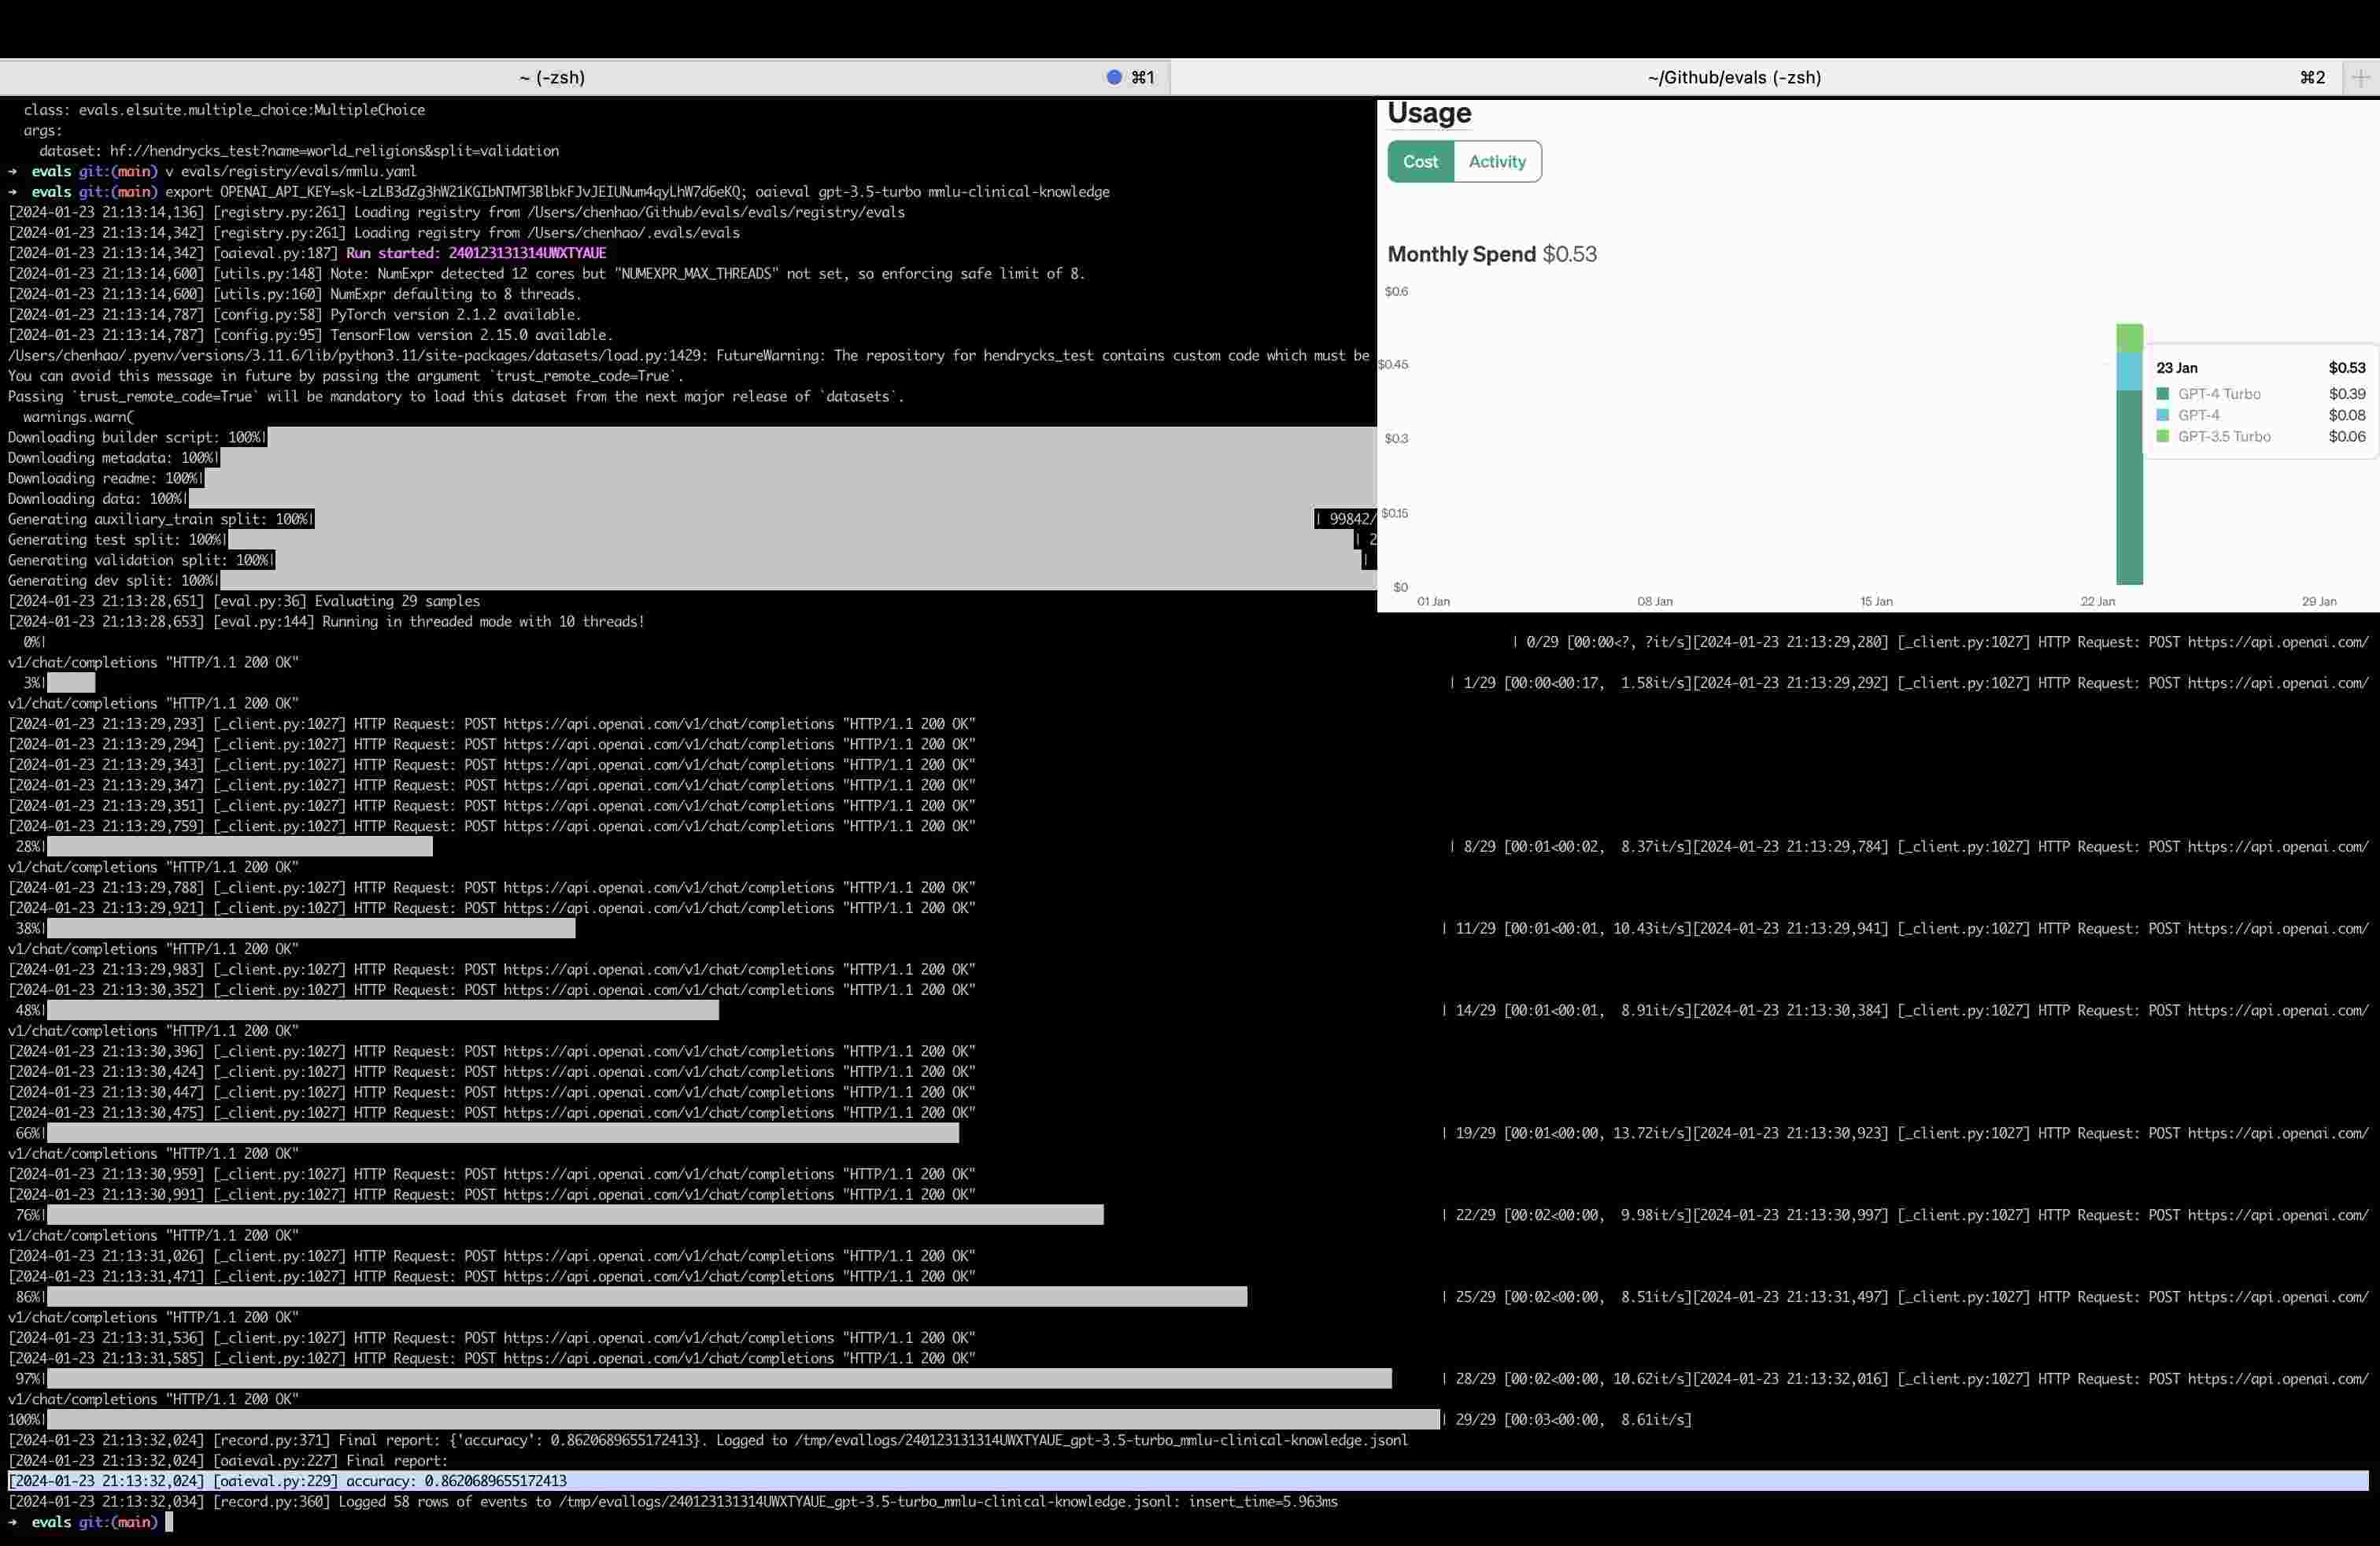 ~ (-zsh)
⌘1
~/Github/evals (-zsh)
⌘2
class: evals.elsuite.multiple_choice:MultipleChoice
args:
dataset: hf://hendrycks_test?name=world_religions&split=validation
→ evals git:(main) v evals/registry/evals/mmlu.yaml
→ evals git:(main) export OPENAI_API_KEY=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; oaieval gpt-3.5-turbo mmlu-clinical-knowledge
[2024-01-23 21:13:14,136] [registry.py:261] Loading registry from /Users/chenhao/Github/evals/evals/registry/evals
[2024-01-23 21:13:14,342] [registry.py:261] Loading registry from /Users/chenhao/.evals/evals
[2024-01-23 21:13:14,342] [oaieval.py:187] Run started: 240123131314UWXTYAUE
[2024-01-23 21:13:14,600] [utils.py:148] Note: NumExpr detected 12 cores but "NUMEXPR_MAX_THREADS" not set, so enforcing safe limit of 8.
[2024-01-23 21:13:14,600] [utils.py:160] NumExpr defaulting to 8 threads.
[2024-01-23 21:13:14,787] [config.py:58] PyTorch version 2.1.2 available.
[2024-01-23 21:13:14,787] [config.py:95] TensorFlow version 2.15.0 available.
/Users/chenhao/.pyenv/versions/3.11.6/lib/python3.11/site-packages/datasets/load.py:1429: FutureWarning: The repository for hendrycks_test contains custom code which must be
You can avoid this message in future by passing the argument `trust_remote_code=True`.
Passing `trust_remote_code=True` will be mandatory to load this dataset from the next major release of `datasets`.
warnings.warn(
Downloading builder script: 100%|
Downloading metadata: 100%|
Downloading readme: 100%|
Downloading data: 100%|
Generating auxiliary_train split: 100%| | 99842/
Generating test split: 100%| | 2
Generating validation split: 100%| |
Generating dev split: 100%|
Usage
Cost
Activity
Monthly Spend $0.53
$0.6
$0.45
$0.3
$0.15
$0
23 Jan $0.53
GPT-4 Turbo $0.39
GPT-4 $0.08
GPT-3.5 Turbo $0.06
01 Jan 08 Jan 15 Jan 22 Jan 29 Jan
[2024-01-23 21:13:28,651] [eval.py:36] Evaluating 29 samples
[2024-01-23 21:13:28,653] [eval.py:144] Running in threaded mode with 10 threads!
0%| | 0/29 [00:00<?, ?it/s][2024-01-23 21:13:29,280] [_client.py:1027] HTTP Request: POST https://api.openai.com/
v1/chat/completions "HTTP/1.1 200 OK"
3%| | 1/29 [00:00<00:17, 1.58it/s][2024-01-23 21:13:29,292] [_client.py:1027] HTTP Request: POST https://api.openai.com/
v1/chat/completions "HTTP/1.1 200 OK"
[2024-01-23 21:13:29,293] [_client.py:1027] HTTP Request: POST https://api.openai.com/v1/chat/completions "HTTP/1.1 200 OK"
[2024-01-23 21:13:29,294] [_client.py:1027] HTTP Request: POST https://api.openai.com/v1/chat/completions "HTTP/1.1 200 OK"
[2024-01-23 21:13:29,343] [_client.py:1027] HTTP Request: POST https://api.openai.com/v1/chat/completions "HTTP/1.1 200 OK"
[2024-01-23 21:13:29,347] [_client.py:1027] HTTP Request: POST https://api.openai.com/v1/chat/completions "HTTP/1.1 200 OK"
[2024-01-23 21:13:29,351] [_client.py:1027] HTTP Request: POST https://api.openai.com/v1/chat/completions "HTTP/1.1 200 OK"
[2024-01-23 21:13:29,759] [_client.py:1027] HTTP Request: POST https://api.openai.com/v1/chat/completions "HTTP/1.1 200 OK"
28%| | 8/29 [00:01<00:02, 8.37it/s][2024-01-23 21:13:29,784] [_client.py:1027] HTTP Request: POST https://api.openai.com/
v1/chat/completions "HTTP/1.1 200 OK"
[2024-01-23 21:13:29,788] [_client.py:1027] HTTP Request: POST https://api.openai.com/v1/chat/completions "HTTP/1.1 200 OK"
[2024-01-23 21:13:29,921] [_client.py:1027] HTTP Request: POST https://api.openai.com/v1/chat/completions "HTTP/1.1 200 OK"
38%| | 11/29 [00:01<00:01, 10.43it/s][2024-01-23 21:13:29,941] [_client.py:1027] HTTP Request: POST https://api.openai.com/
v1/chat/completions "HTTP/1.1 200 OK"
[2024-01-23 21:13:29,983] [_client.py:1027] HTTP Request: POST https://api.openai.com/v1/chat/completions "HTTP/1.1 200 OK"
[2024-01-23 21:13:30,352] [_client.py:1027] HTTP Request: POST https://api.openai.com/v1/chat/completions "HTTP/1.1 200 OK"
48%| | 14/29 [00:01<00:01, 8.91it/s][2024-01-23 21:13:30,384] [_client.py:1027] HTTP Request: POST https://api.openai.com/
v1/chat/completions "HTTP/1.1 200 OK"
[2024-01-23 21:13:30,396] [_client.py:1027] HTTP Request: POST https://api.openai.com/v1/chat/completions "HTTP/1.1 200 OK"
[2024-01-23 21:13:30,424] [_client.py:1027] HTTP Request: POST https://api.openai.com/v1/chat/completions "HTTP/1.1 200 OK"
[2024-01-23 21:13:30,447] [_client.py:1027] HTTP Request: POST https://api.openai.com/v1/chat/completions "HTTP/1.1 200 OK"
[2024-01-23 21:13:30,475] [_client.py:1027] HTTP Request: POST https://api.openai.com/v1/chat/completions "HTTP/1.1 200 OK"
66%| | 19/29 [00:01<00:00, 13.72it/s][2024-01-23 21:13:30,923] [_client.py:1027] HTTP Request: POST https://api.openai.com/
v1/chat/completions "HTTP/1.1 200 OK"
[2024-01-23 21:13:30,959] [_client.py:1027] HTTP Request: POST https://api.openai.com/v1/chat/completions "HTTP/1.1 200 OK"
[2024-01-23 21:13:30,991] [_client.py:1027] HTTP Request: POST https://api.openai.com/v1/chat/completions "HTTP/1.1 200 OK"
76%| | 22/29 [00:02<00:00, 9.98it/s][2024-01-23 21:13:30,997] [_client.py:1027] HTTP Request: POST https://api.openai.com/
v1/chat/completions "HTTP/1.1 200 OK"
[2024-01-23 21:13:31,026] [_client.py:1027] HTTP Request: POST https://api.openai.com/v1/chat/completions "HTTP/1.1 200 OK"
[2024-01-23 21:13:31,471] [_client.py:1027] HTTP Request: POST https://api.openai.com/v1/chat/completions "HTTP/1.1 200 OK"
86%| | 25/29 [00:02<00:00, 8.51it/s][2024-01-23 21:13:31,497] [_client.py:1027] HTTP Request: POST https://api.openai.com/
v1/chat/completions "HTTP/1.1 200 OK"
[2024-01-23 21:13:31,536] [_client.py:1027] HTTP Request: POST https://api.openai.com/v1/chat/completions "HTTP/1.1 200 OK"
[2024-01-23 21:13:31,585] [_client.py:1027] HTTP Request: POST https://api.openai.com/v1/chat/completions "HTTP/1.1 200 OK"
97%| | 28/29 [00:02<00:00, 10.62it/s][2024-01-23 21:13:32,016] [_client.py:1027] HTTP Request: POST https://api.openai.com/
v1/chat/completions "HTTP/1.1 200 OK"
100%| | 29/29 [00:03<00:00, 8.61it/s]
[2024-01-23 21:13:32,024] [record.py:371] Final report: {'accuracy': 0.8620689655172413}. Logged to /tmp/evallogs/240123131314UWXTYAUE_gpt-3.5-turbo_mmlu-clinical-knowledge.jsonl
[2024-01-23 21:13:32,024] [oaieval.py:227] Final report:
[2024-01-23 21:13:32,024] [oaieval.py:229] accuracy: 0.8620689655172413
[2024-01-23 21:13:32,034] [record.py:360] Logged 58 rows of events to /tmp/evallogs/240123131314UWXTYAUE_gpt-3.5-turbo_mmlu-clinical-knowledge.jsonl: insert_time=5.963ms
→ evals git:(main)